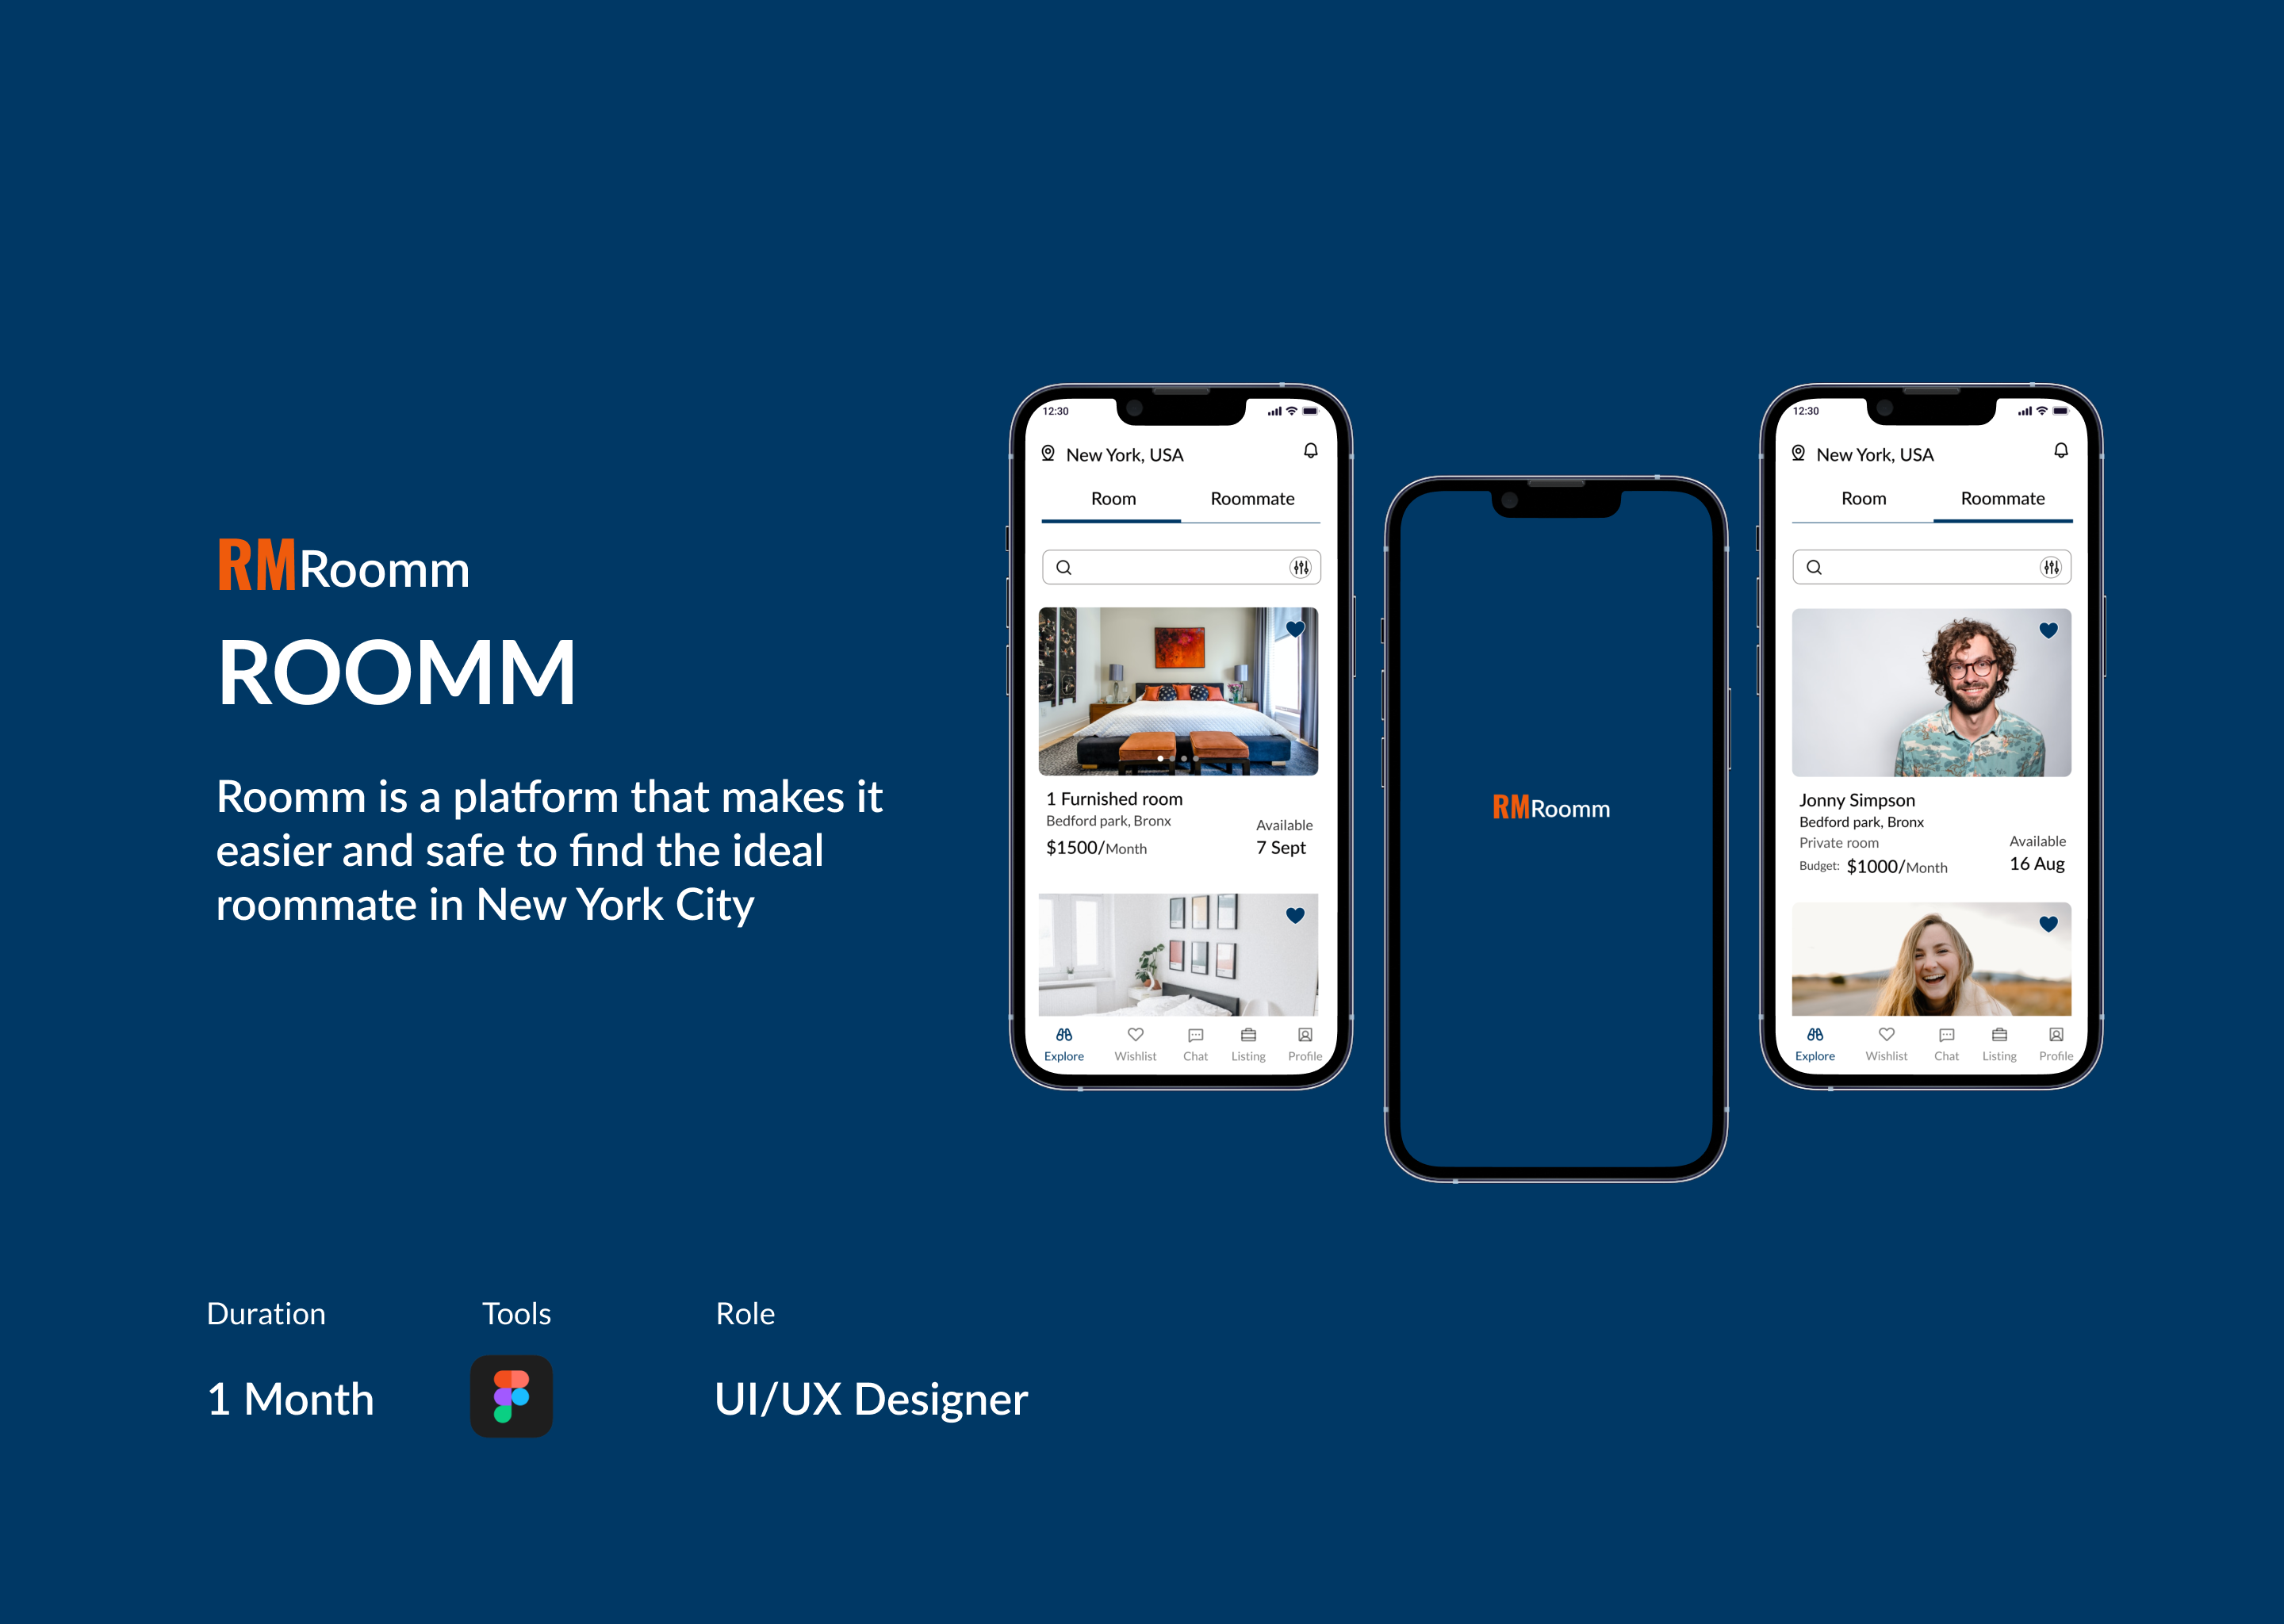 RMRoomm
ROOMM
Roomm is a platform that makes it
easier and safe to find the ideal
roommate in New York City
Duration
1 Month
Tools
Role
UI/UX Designer
12:30
New York, USA
Room Roommate
1 Furnished room
Bedford park, Bronx
$1500/Month
Available
7 Sept
Explore Wishlist Chat Listing Profile
RMRoomm
12:30
New York, USA
Room Roommate
Jonny Simpson
Bedford park, Bronx
Private room
Budget: $1000/Month
Available
16 Aug
Explore Wishlist Chat Listing Profile